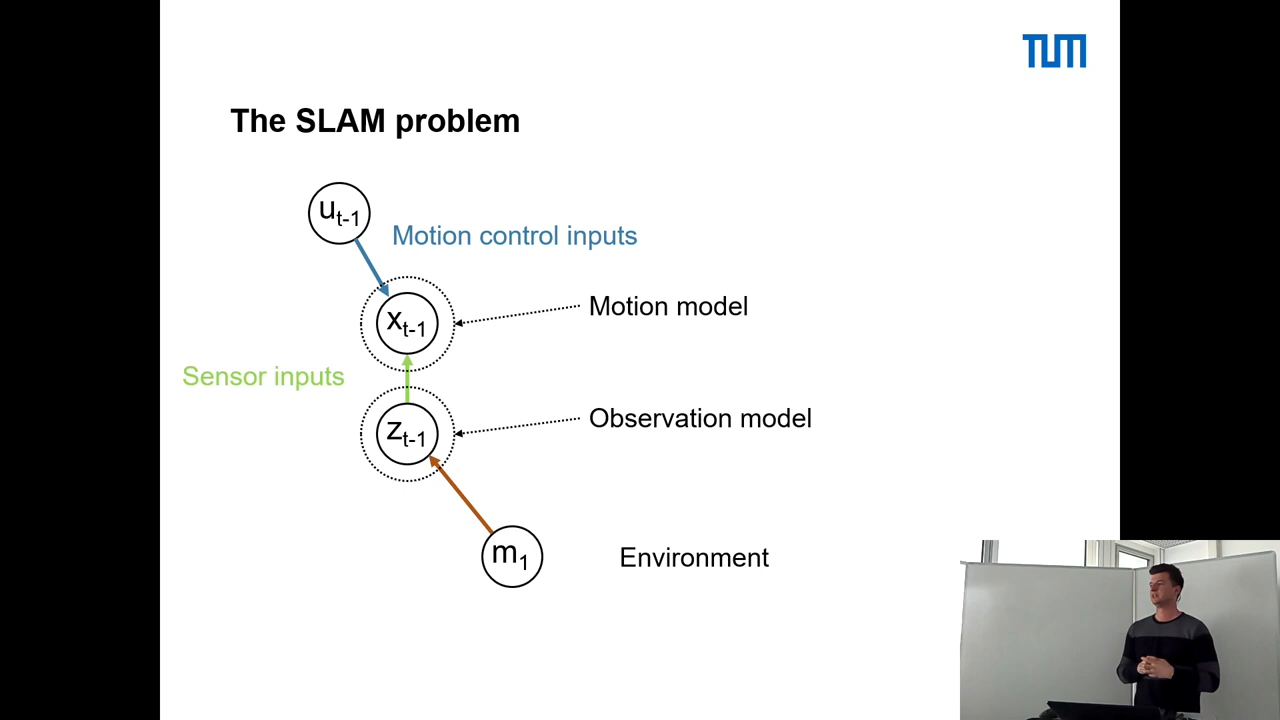 TUM
The SLAM problem
u_t-1
Motion control inputs
x_t-1
Motion model
Sensor inputs
z_t-1
Observation model
m_1
Environment